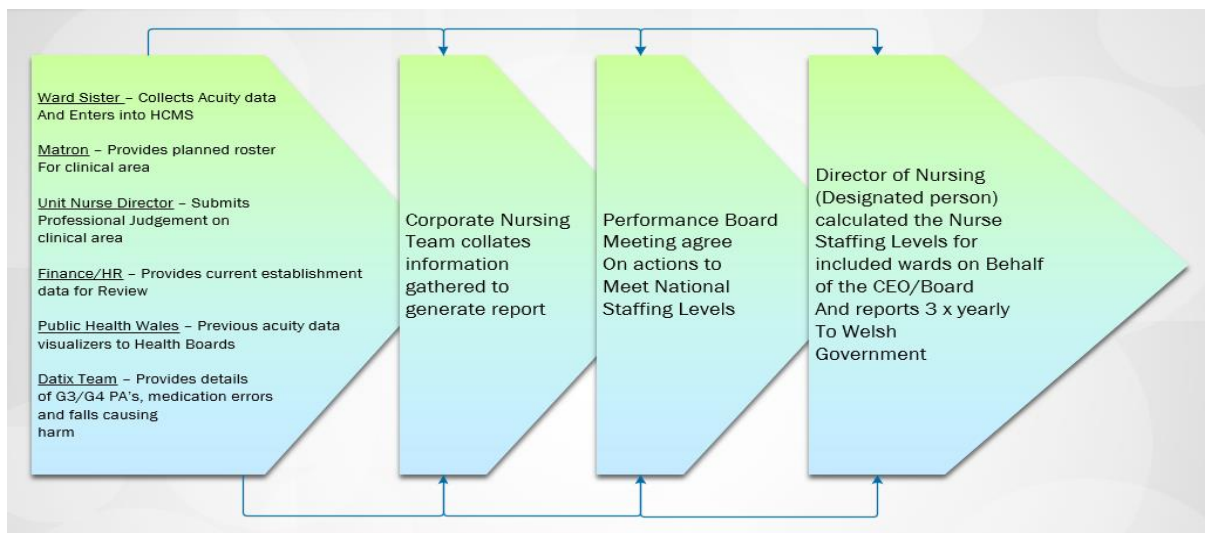 Ward Sister – Collects Acuity data
And Enters into HCMS
Matron – Provides planned roster
For clinical area
Unit Nurse Director – Submits
Professional Judgement on
clinical area
Finance/HR – Provides current establishment
data for Review
Public Health Wales – Previous acuity data
visualizers to Health Boards
Datix Team – Provides details
of G3/G4 PA's, medication errors
and falls causing
harm
Corporate Nursing
Team collates
information
gathered to
generate report
Performance Board
Meeting agree
On actions to
Meet National
Staffing Levels
Director of Nursing
(Designated person)
calculated the Nurse
Staffing Levels for
included wards on Behalf
of the CEO/Board
And reports 3 x yearly
To Welsh
Government